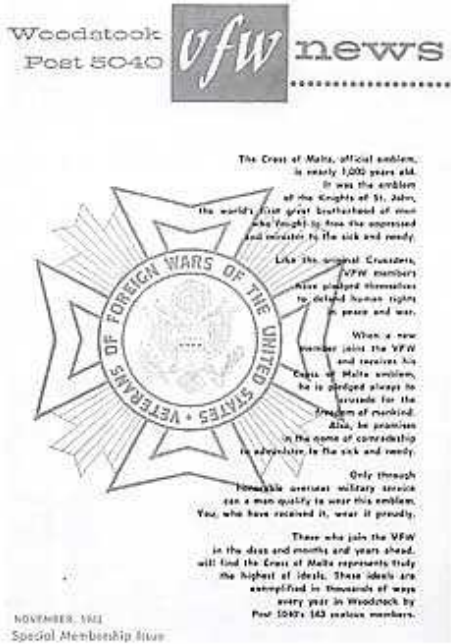 Woodstock
Post 5040
vfw news
The Cross of Malta, official emblem,
is nearly 1,000 years old.
It was the emblem
of the Knights of St. John,
the world's first great brotherhood of men
who fought to free the oppressed
and minister to the sick and needy.
Like the original Crusaders,
VFW members
have pledged themselves
to defend human rights
in peace and war.
When a new
member joins the VFW
and receives his
Cross of Malta emblem,
he is pledged always to
crusade for the
freedom of mankind.
Also, he promises
in the name of comradeship
to administer to the sick and needy.
Only through
honorable overseas military service
can a man qualify to wear this emblem.
You, who have received it, wear it proudly.
Those who join the VFW
in the days and months and years ahead,
will find the Cross of Malta represents truly
the highest of ideals. These ideals are
exemplified in thousands of ways
every year in Woodstock by
Post 5040's 543 zealous members.
VETERANS OF FOREIGN WARS OF THE UNITED STATES
NOVEMBER,
Special Membership Issue